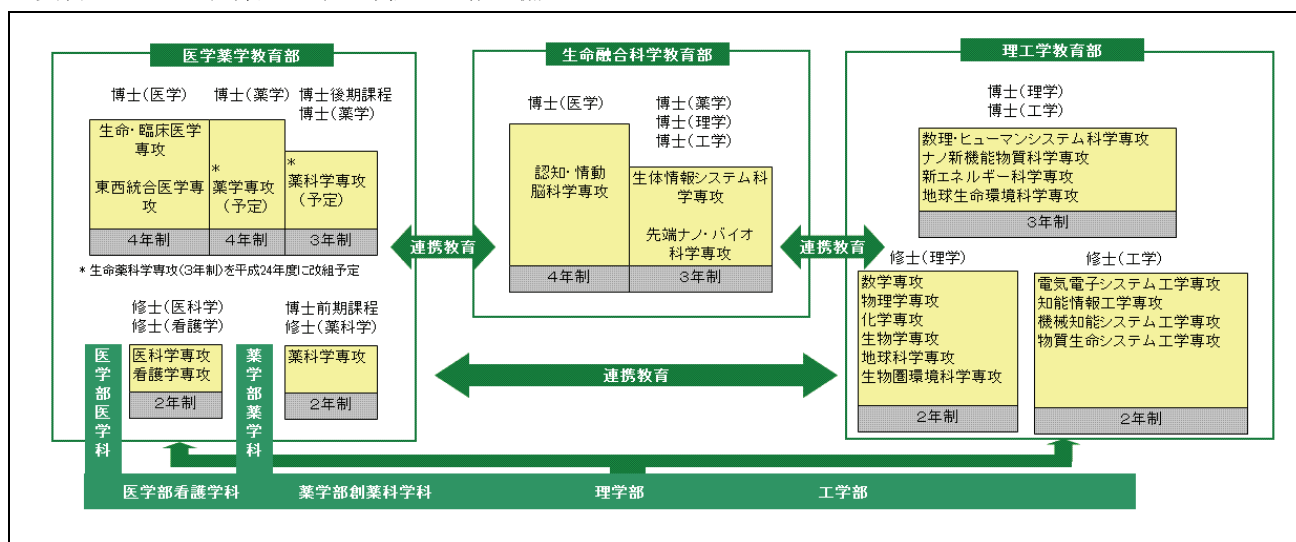 医学薬学教育部
博士(医学)
博士(薬学)
博士後期課程
博士(薬学)
生命・臨床医学
専攻
東西統合医学専
攻
4年制
*
薬学専攻
(予定)
4年制
*
薬科学専攻
(予定)
3年制
* 生命薬科学専攻(3年制)を平成24年度に改組予定
修士(医科学)
修士(看護学)
医科学専攻
看護学専攻
2年制
博士前期課程
修士(薬科学)
薬科学専攻
2年制
医学部医学科
薬学部薬学科
連携教育
生命融合科学教育部
博士(医学)
認知・情動
脳科学専攻
4年制
博士(薬学)
博士(理学)
博士(工学)
生体情報システム科
学専攻
先端ナノ・バイオ
科学専攻
3年制
連携教育
連携教育
理工学教育部
博士(理学)
博士(工学)
数理・ヒューマンシステム科学専攻
ナノ新機能物質科学専攻
新エネルギー科学専攻
地球生命環境科学専攻
3年制
修士(理学)
数学専攻
物理学専攻
化学専攻
生物学専攻
地球科学専攻
生物圏環境科学専攻
2年制
修士(工学)
電気電子システム工学専攻
知能情報工学専攻
機械知能システム工学専攻
物質生命システム工学専攻
2年制
医学部看護学科
薬学部創薬科学科
理学部
工学部